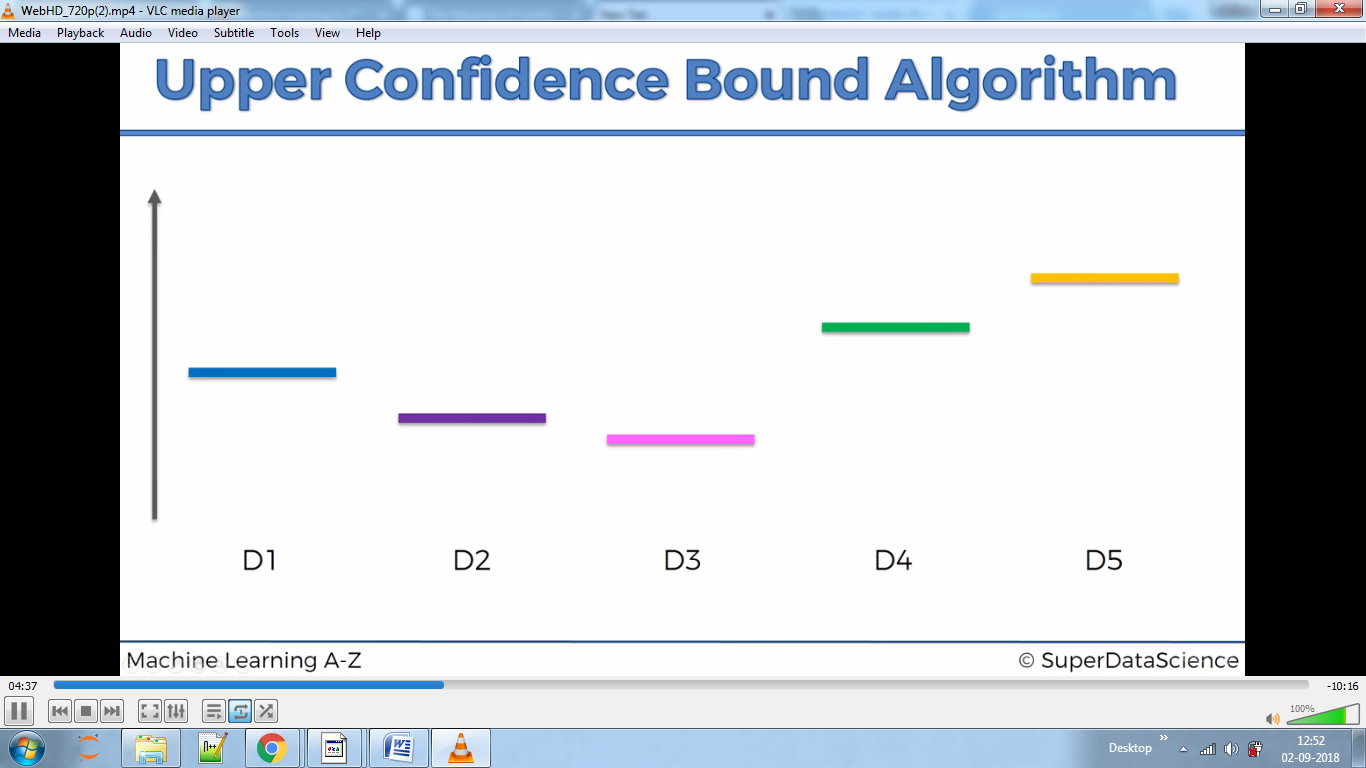 WebHD_720p(2).mp4 - VLC media player
Media Playback Audio Video Subtitle Tools View Help
Upper Confidence Bound Algorithm
D1 D2 D3 D4 D5
Machine Learning A-Z © SuperDataScience
04:37 -10:16
100%
Desktop » 12:52
02-09-2018